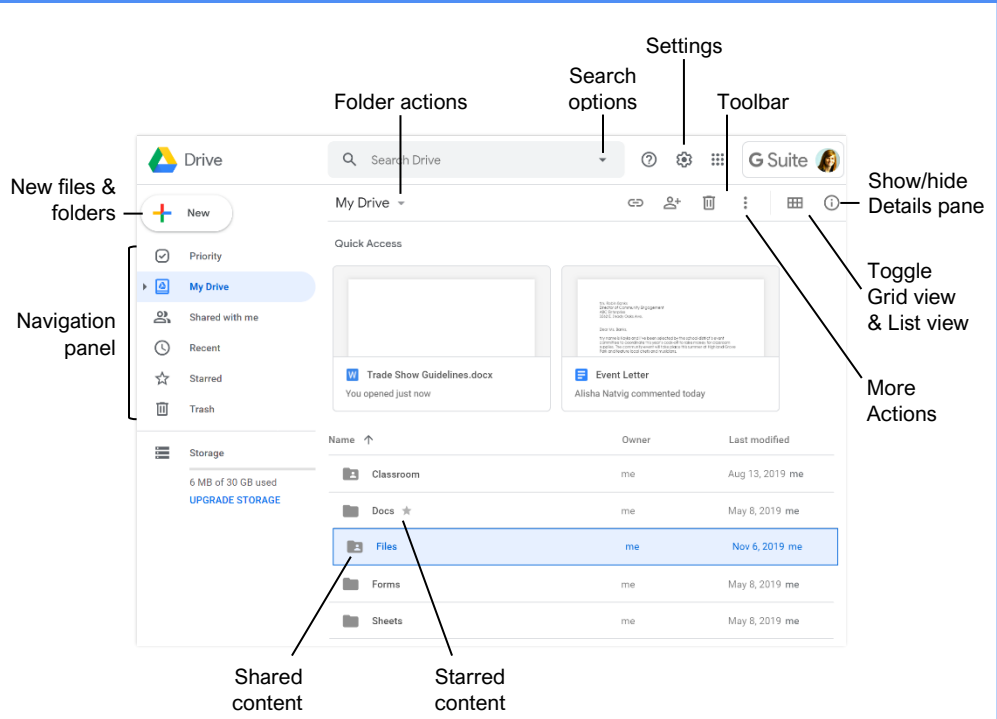 Settings
Search
options
Folder actions
Toolbar
Drive
Search Drive
G Suite
New files &
folders
New
My Drive
Show/hide
Details pane
Quick Access
Priority
My Drive
Shared with me
Recent
Starred
Trash
Navigation
panel
Toggle
Grid view
& List view
Dear Ms. Banks
W Trade Show Guidelines.docx
You opened just now
Event Letter
Alisha Natvig commented today
More
Actions
Storage
6 MB of 30 GB used
UPGRADE STORAGE
Name Owner Last modified
Classroom me Aug 13, 2019 me
Docs me May 8, 2019 me
Files me Nov 6, 2019 me
Forms me May 8, 2019 me
Sheets me May 8, 2019 me
Shared
content
Starred
content